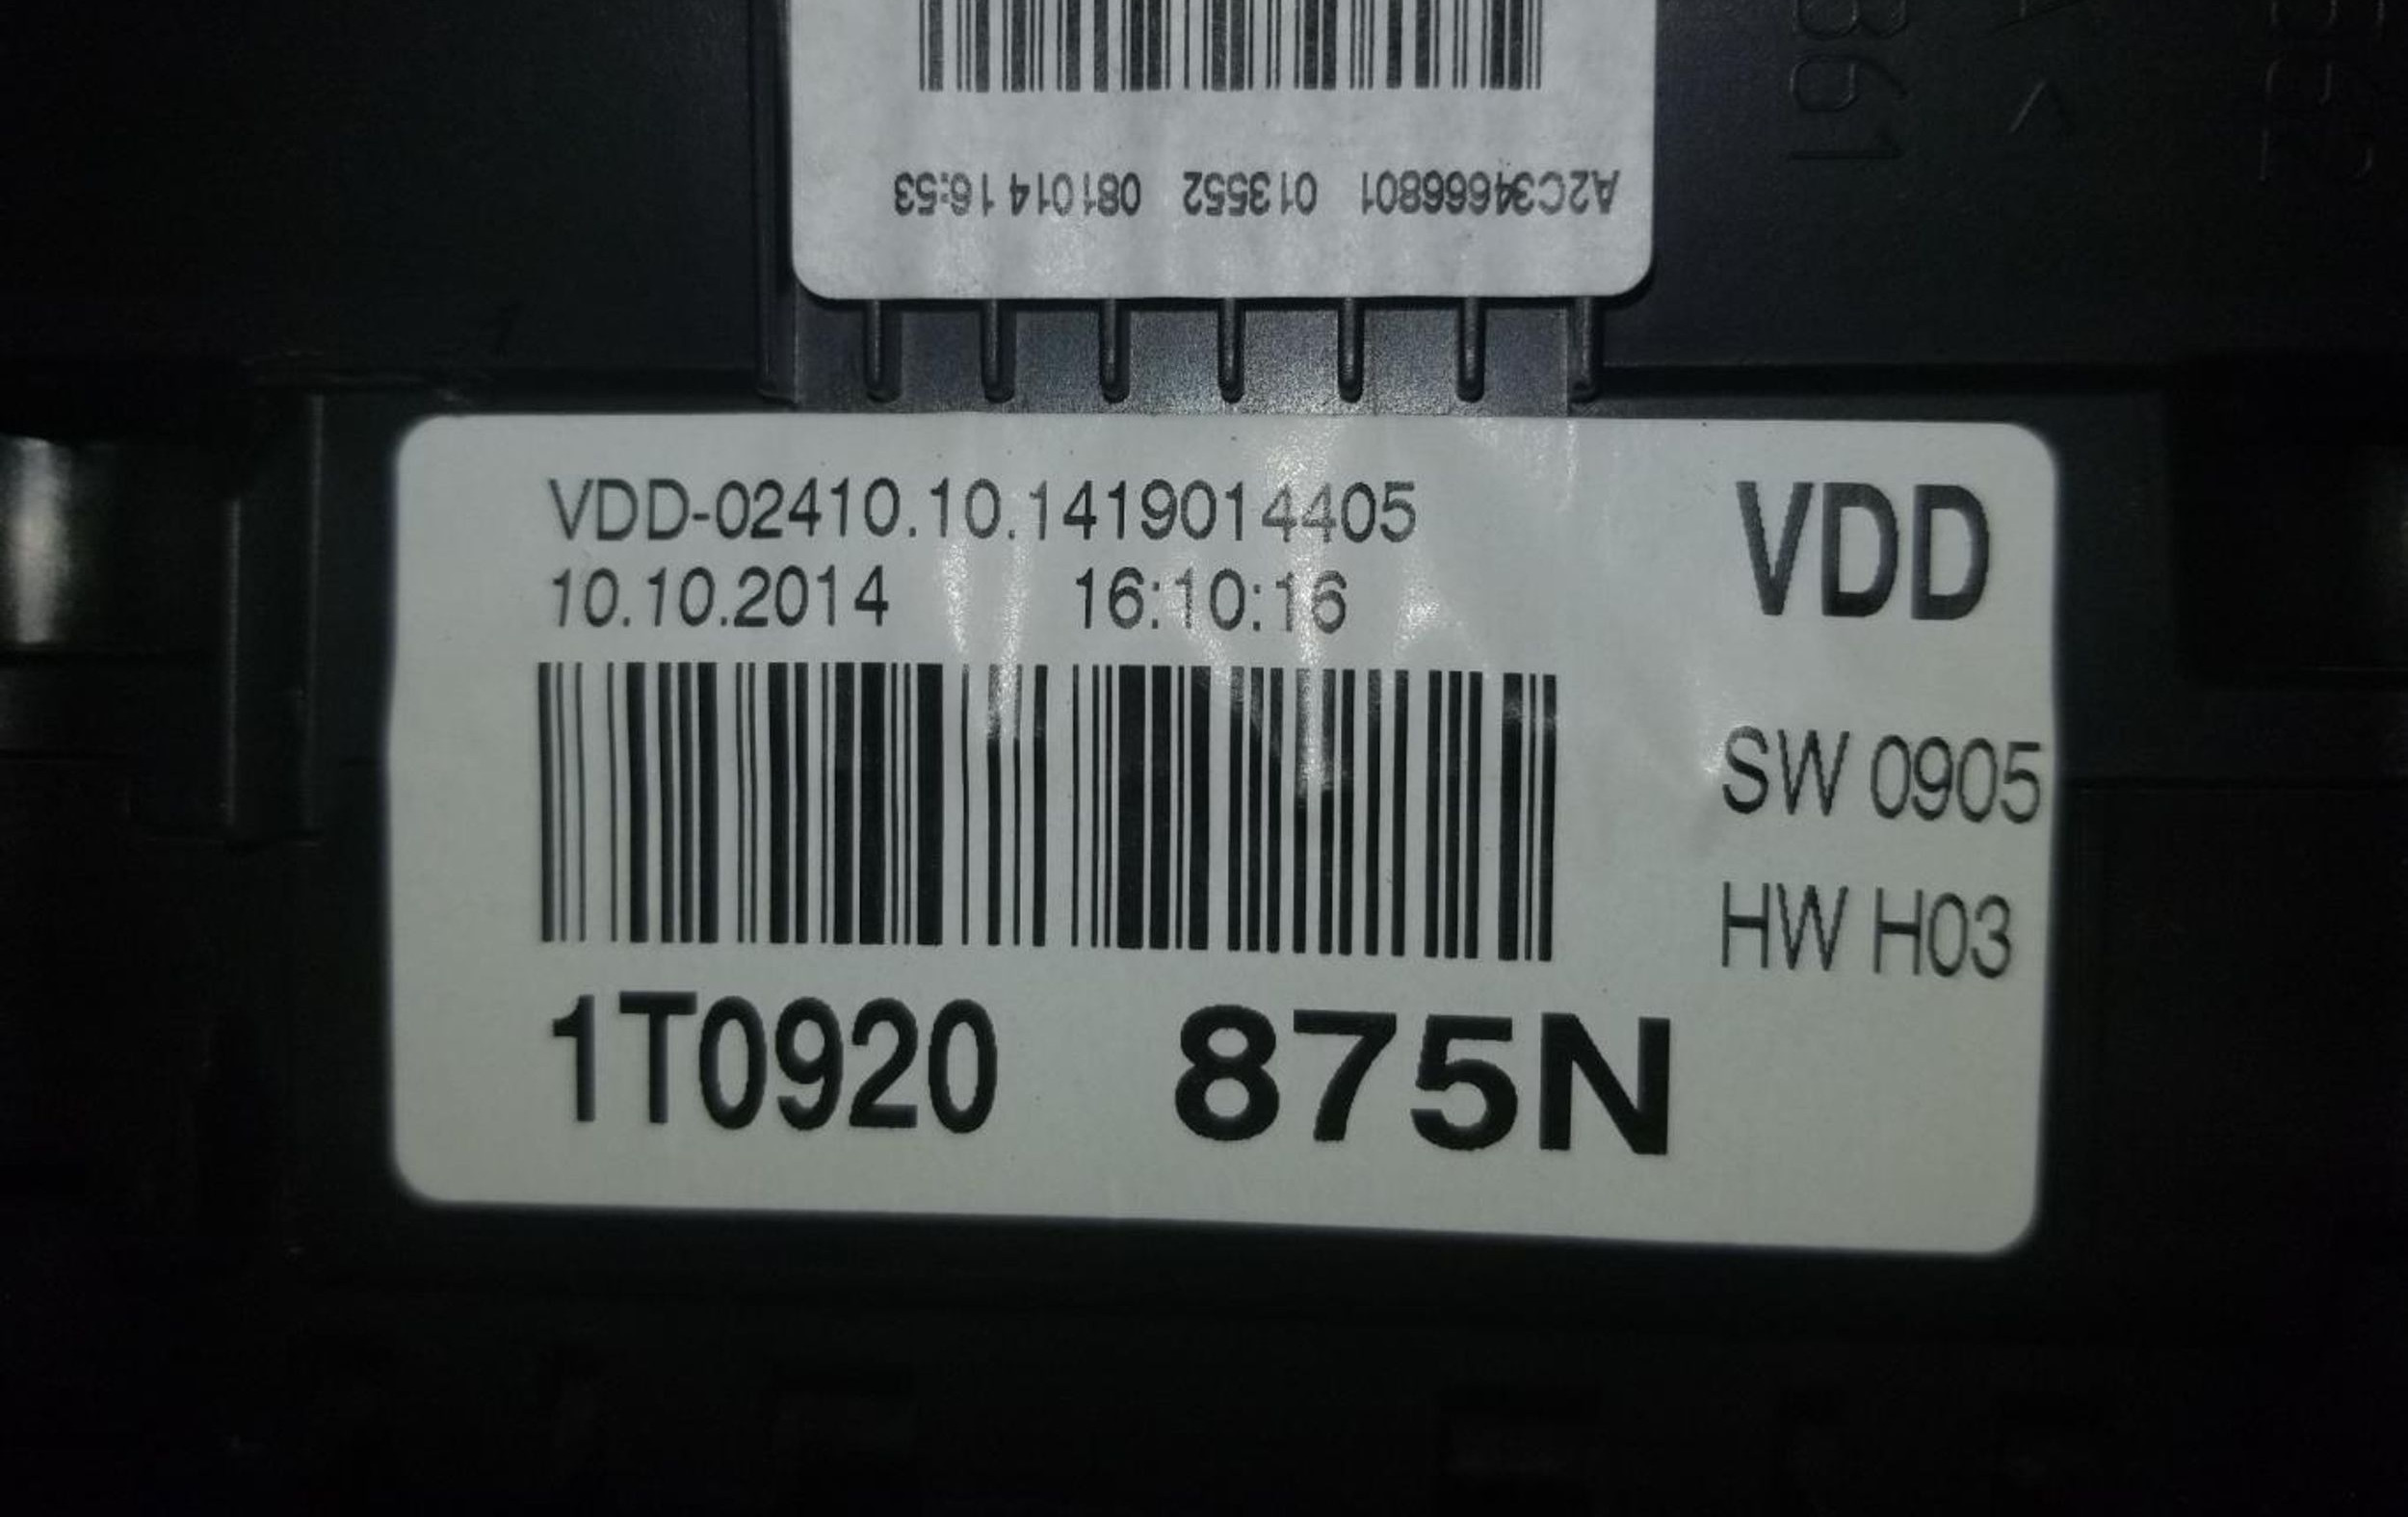 A2C34666801 013552 081014 16:53
VDD-02410.10.1419014405
10.10.2014 16:10:16
VDD
SW 0905
HW H03
1T0920 875N